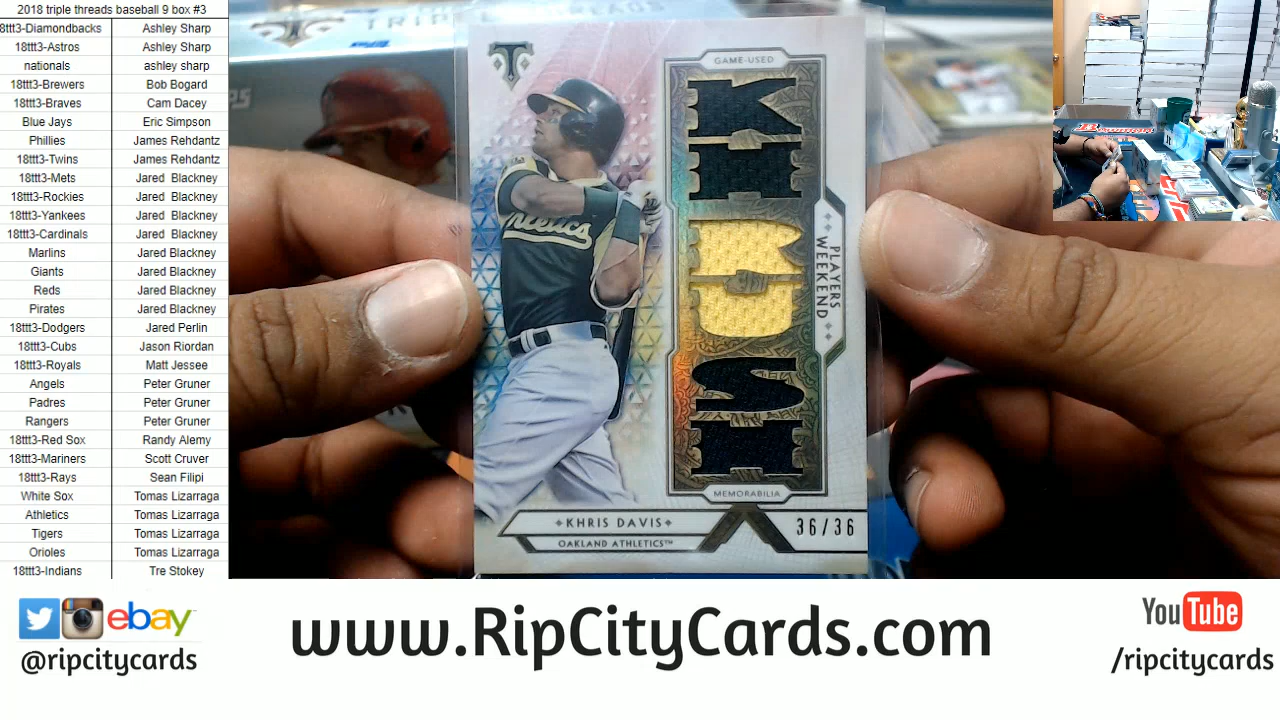 2018 triple threads baseball 9 box #3
8ttt3-Diamondbacks Ashley Sharp
18ttt3-Astros Ashley Sharp
nationals ashley sharp
18ttt3-Brewers Bob Bogard
18ttt3-Braves Cam Dacey
Blue Jays Eric Simpson
Phillies James Rehdantz
18ttt3-Twins James Rehdantz
18ttt3-Mets Jared Blackney
18ttt3-Rockies Jared Blackney
18ttt3-Yankees Jared Blackney
18ttt3-Cardinals Jared Blackney
Marlins Jared Blackney
Giants Jared Blackney
Reds Jared Blackney
Pirates Jared Blackney
18ttt3-Dodgers Jared Perlin
18ttt3-Cubs Jason Riordan
18ttt3-Royals Matt Jessee
Angels Peter Gruner
Padres Peter Gruner
Rangers Peter Gruner
18ttt3-Red Sox Randy Alemy
18ttt3-Mariners Scott Cruver
18ttt3-Rays Sean Filipi
White Sox Tomas Lizarraga
Athletics Tomas Lizarraga
Tigers Tomas Lizarraga
Orioles Tomas Lizarraga
18ttt3-Indians Tre Stokey
GAME-USED
PLAYERS
WEEKEND
MEMORABILIA
KHRIS DAVIS
36/36
OAKLAND ATHLETICS™
ebay™
@ripcitycards
www.RipCityCards.com
YouTube
/ripcitycards